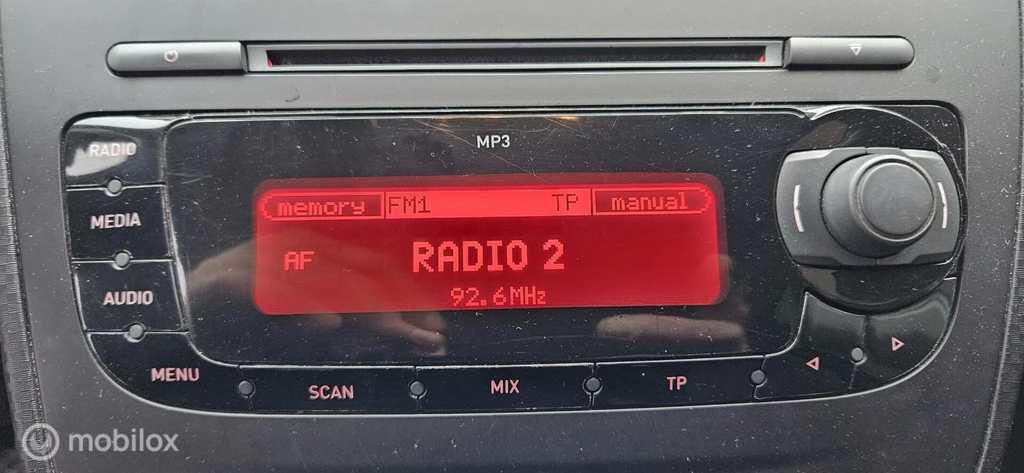 MP3
RADIO
memory FM1 TP manual
MEDIA
AF RADIO 2
92.6MHz
AUDIO
MENU
SCAN
MIX
TP
mobilox